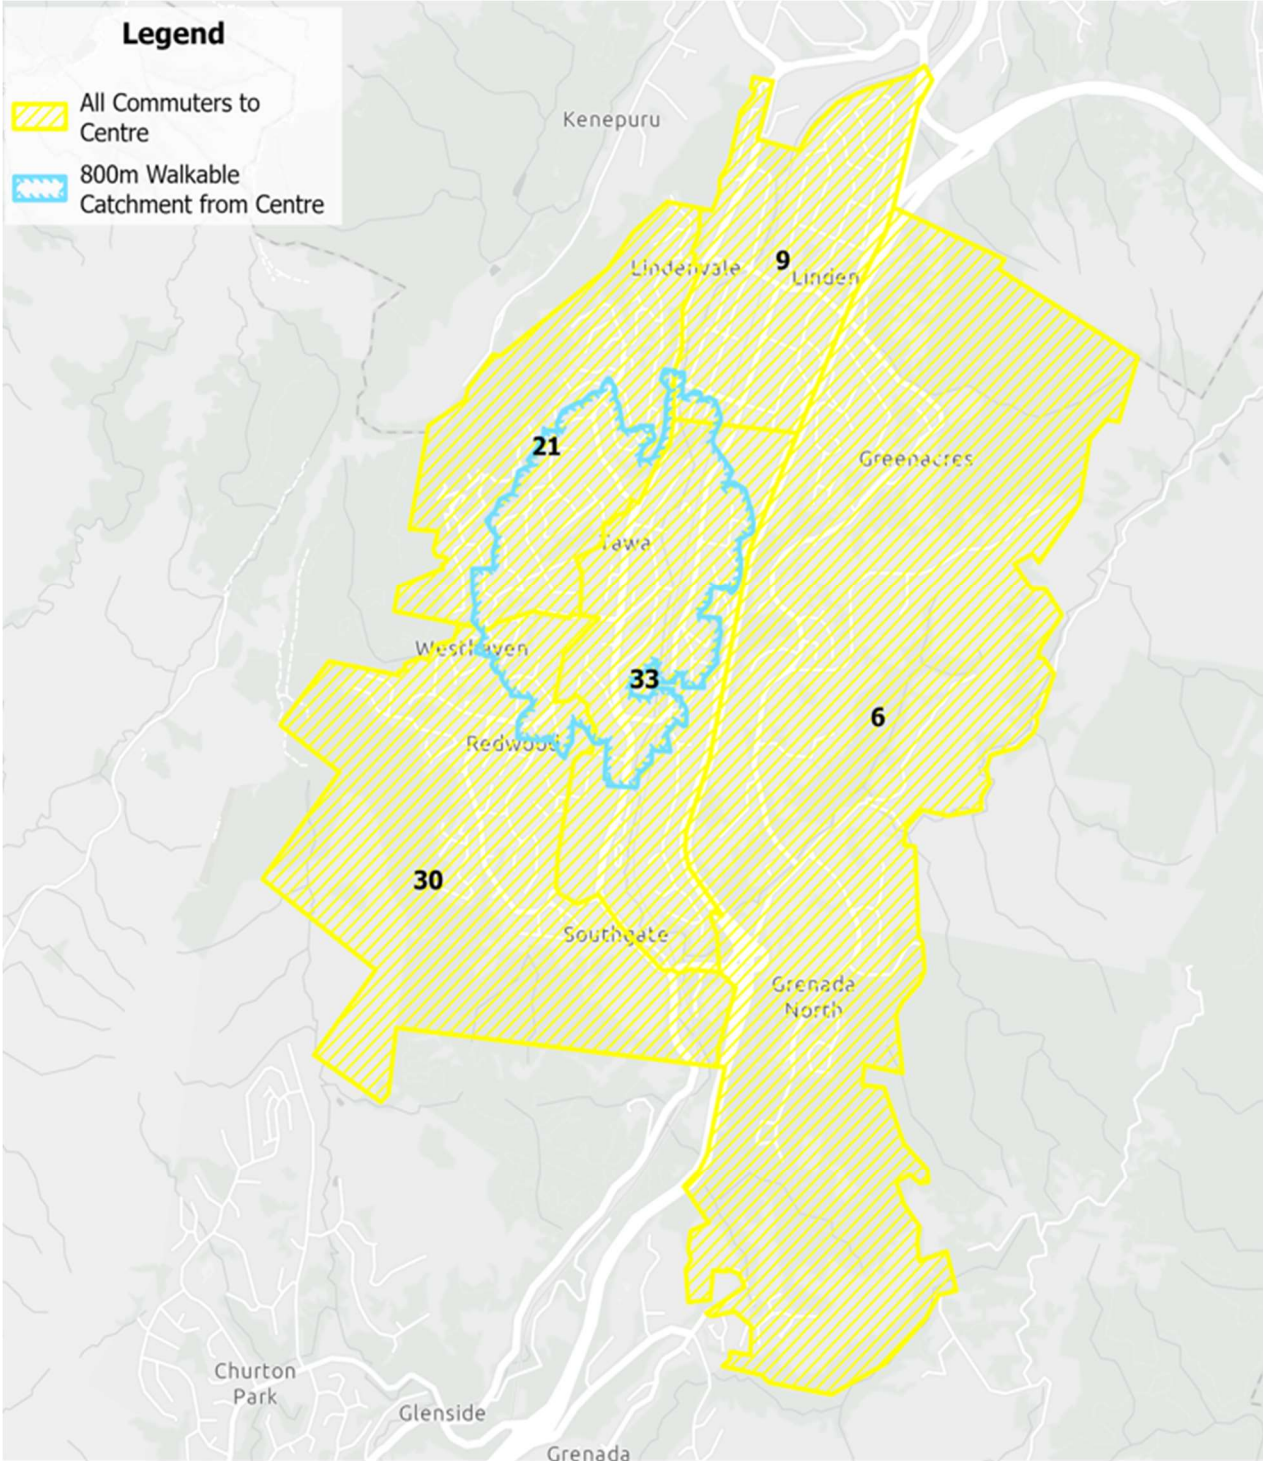 Legend
All Commuters to
Centre
800m Walkable
Catchment from Centre
Kenepuru
Lindenvale
9
Linden
21
Greenacres
Tawa
Westhaven
33
6
Redwood
30
Southgate
Grenada
North
Churton
Park
Glenside
Grenada